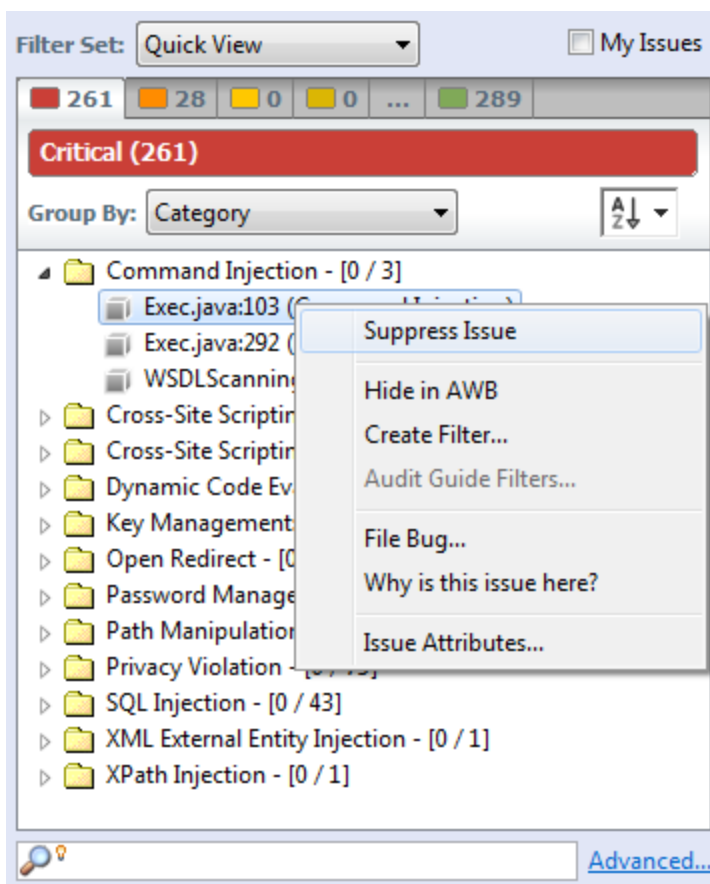 Filter Set: Quick View My Issues
261 28 0 0 ... 289
Critical (261)
Group By: Category
Command Injection - [0 / 3]
Exec.java:103 (
Suppress Issue
Exec.java:292 (
Hide in AWB
WSDLScanning
Cross-Site Scriptin
Create Filter...
Cross-Site Scriptin
Audit Guide Filters...
Dynamic Code Ev
Key Management
File Bug...
Open Redirect - [0
Why is this issue here?
Password Manage
Path Manipulation
Issue Attributes...
Privacy Violation -
SQL Injection - [0 / 43]
XML External Entity Injection - [0 / 1]
XPath Injection - [0 / 1]
Advanced...